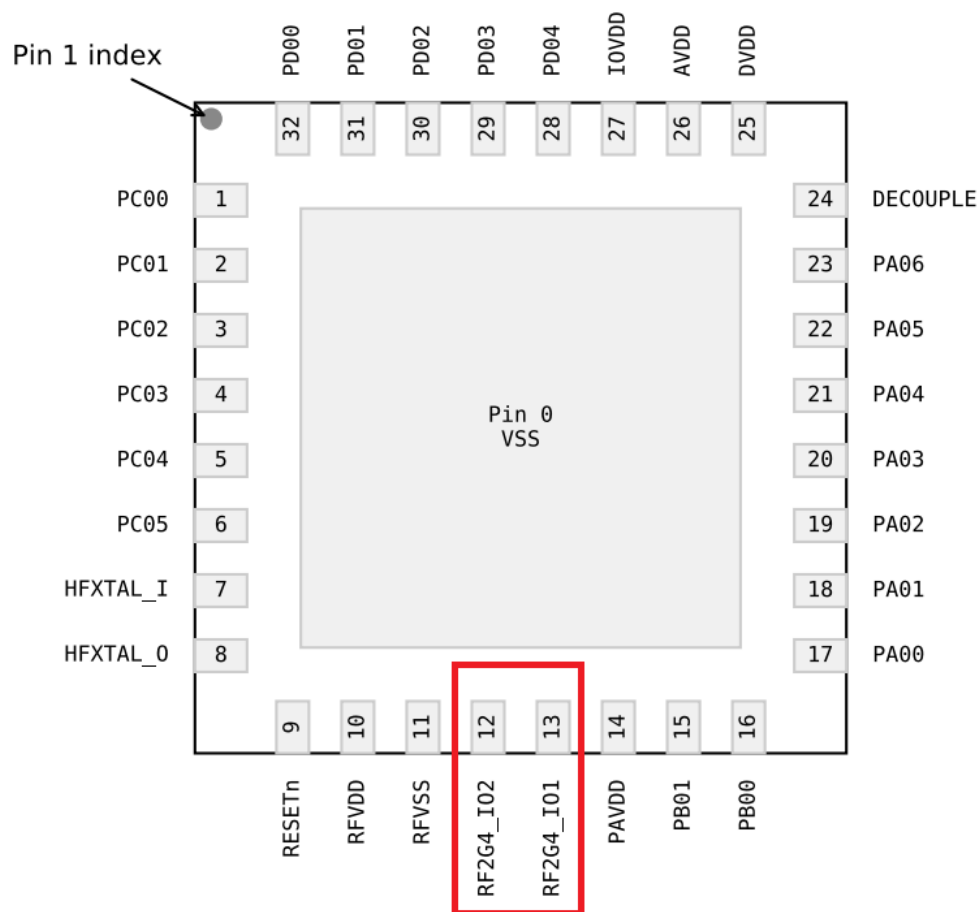 Pin 1 index
PD00
PD01
PD02
PD03
PD04
IOVDD
AVDD
DVDD
32
31
30
29
28
27
26
25
PC00 1
24 DECOUPLE
PC01 2
23 PA06
PC02 3
22 PA05
PC03 4
21 PA04
Pin 0
VSS
PC04 5
20 PA03
PC05 6
19 PA02
HFXTAL_I 7
18 PA01
HFXTAL_O 8
17 PA00
9
10
11
12
13
14
15
16
RESETn
RFVDD
RFVSS
RF2G4_IO2
RF2G4_IO1
PAVDD
PB01
PB00